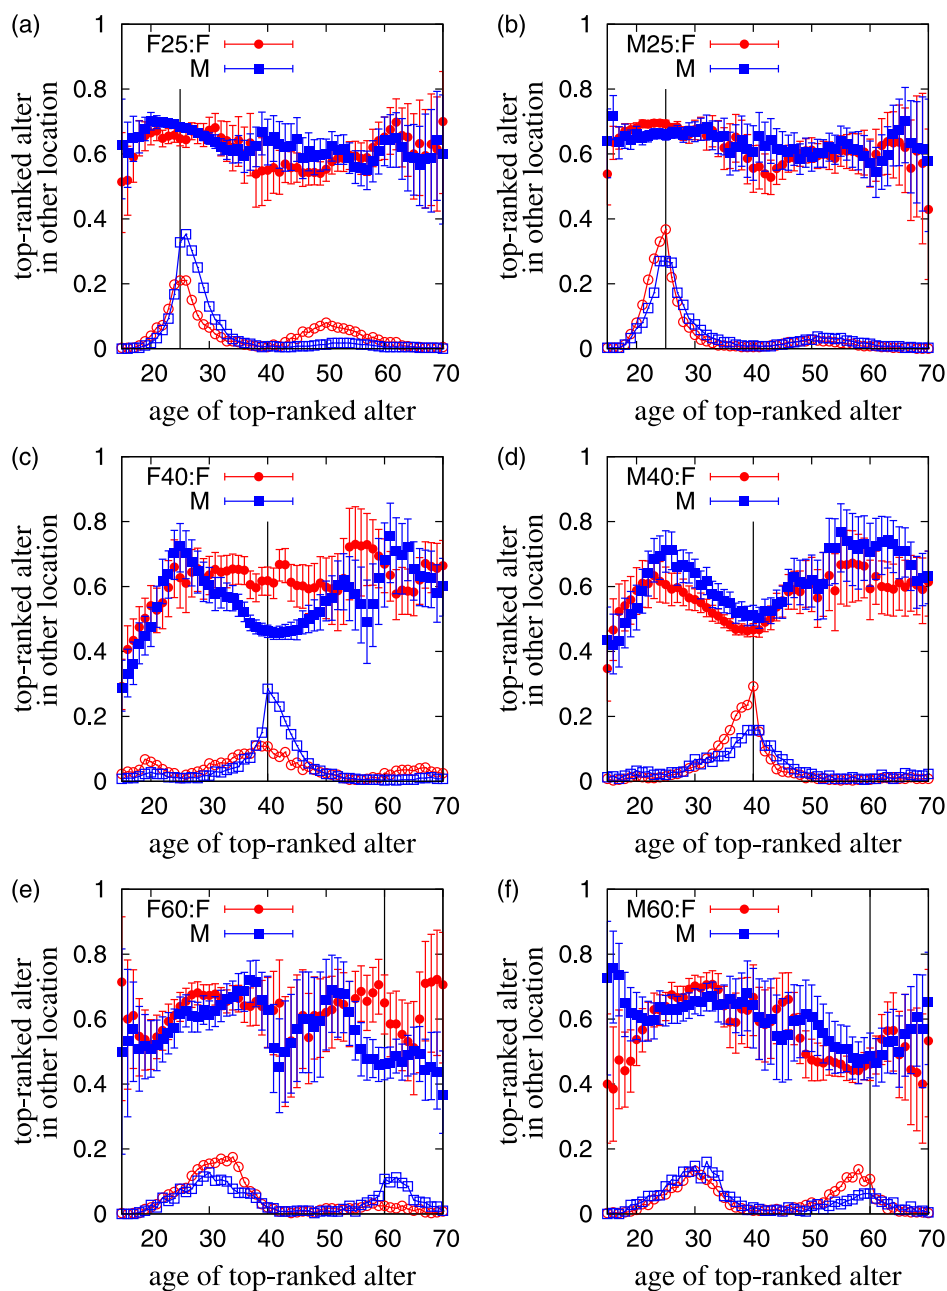 (a)
F25:F
M
top-ranked alter
in other location
1
0.8
0.6
0.4
0.2
0
20 30 40 50 60 70
age of top-ranked alter
(b)
M25:F
M
top-ranked alter
in other location
1
0.8
0.6
0.4
0.2
0
20 30 40 50 60 70
age of top-ranked alter
(c)
F40:F
M
top-ranked alter
in other location
1
0.8
0.6
0.4
0.2
0
20 30 40 50 60 70
age of top-ranked alter
(d)
M40:F
M
top-ranked alter
in other location
1
0.8
0.6
0.4
0.2
0
20 30 40 50 60 70
age of top-ranked alter
(e)
F60:F
M
top-ranked alter
in other location
1
0.8
0.6
0.4
0.2
0
20 30 40 50 60 70
age of top-ranked alter
(f)
M60:F
M
top-ranked alter
in other location
1
0.8
0.6
0.4
0.2
0
20 30 40 50 60 70
age of top-ranked alter